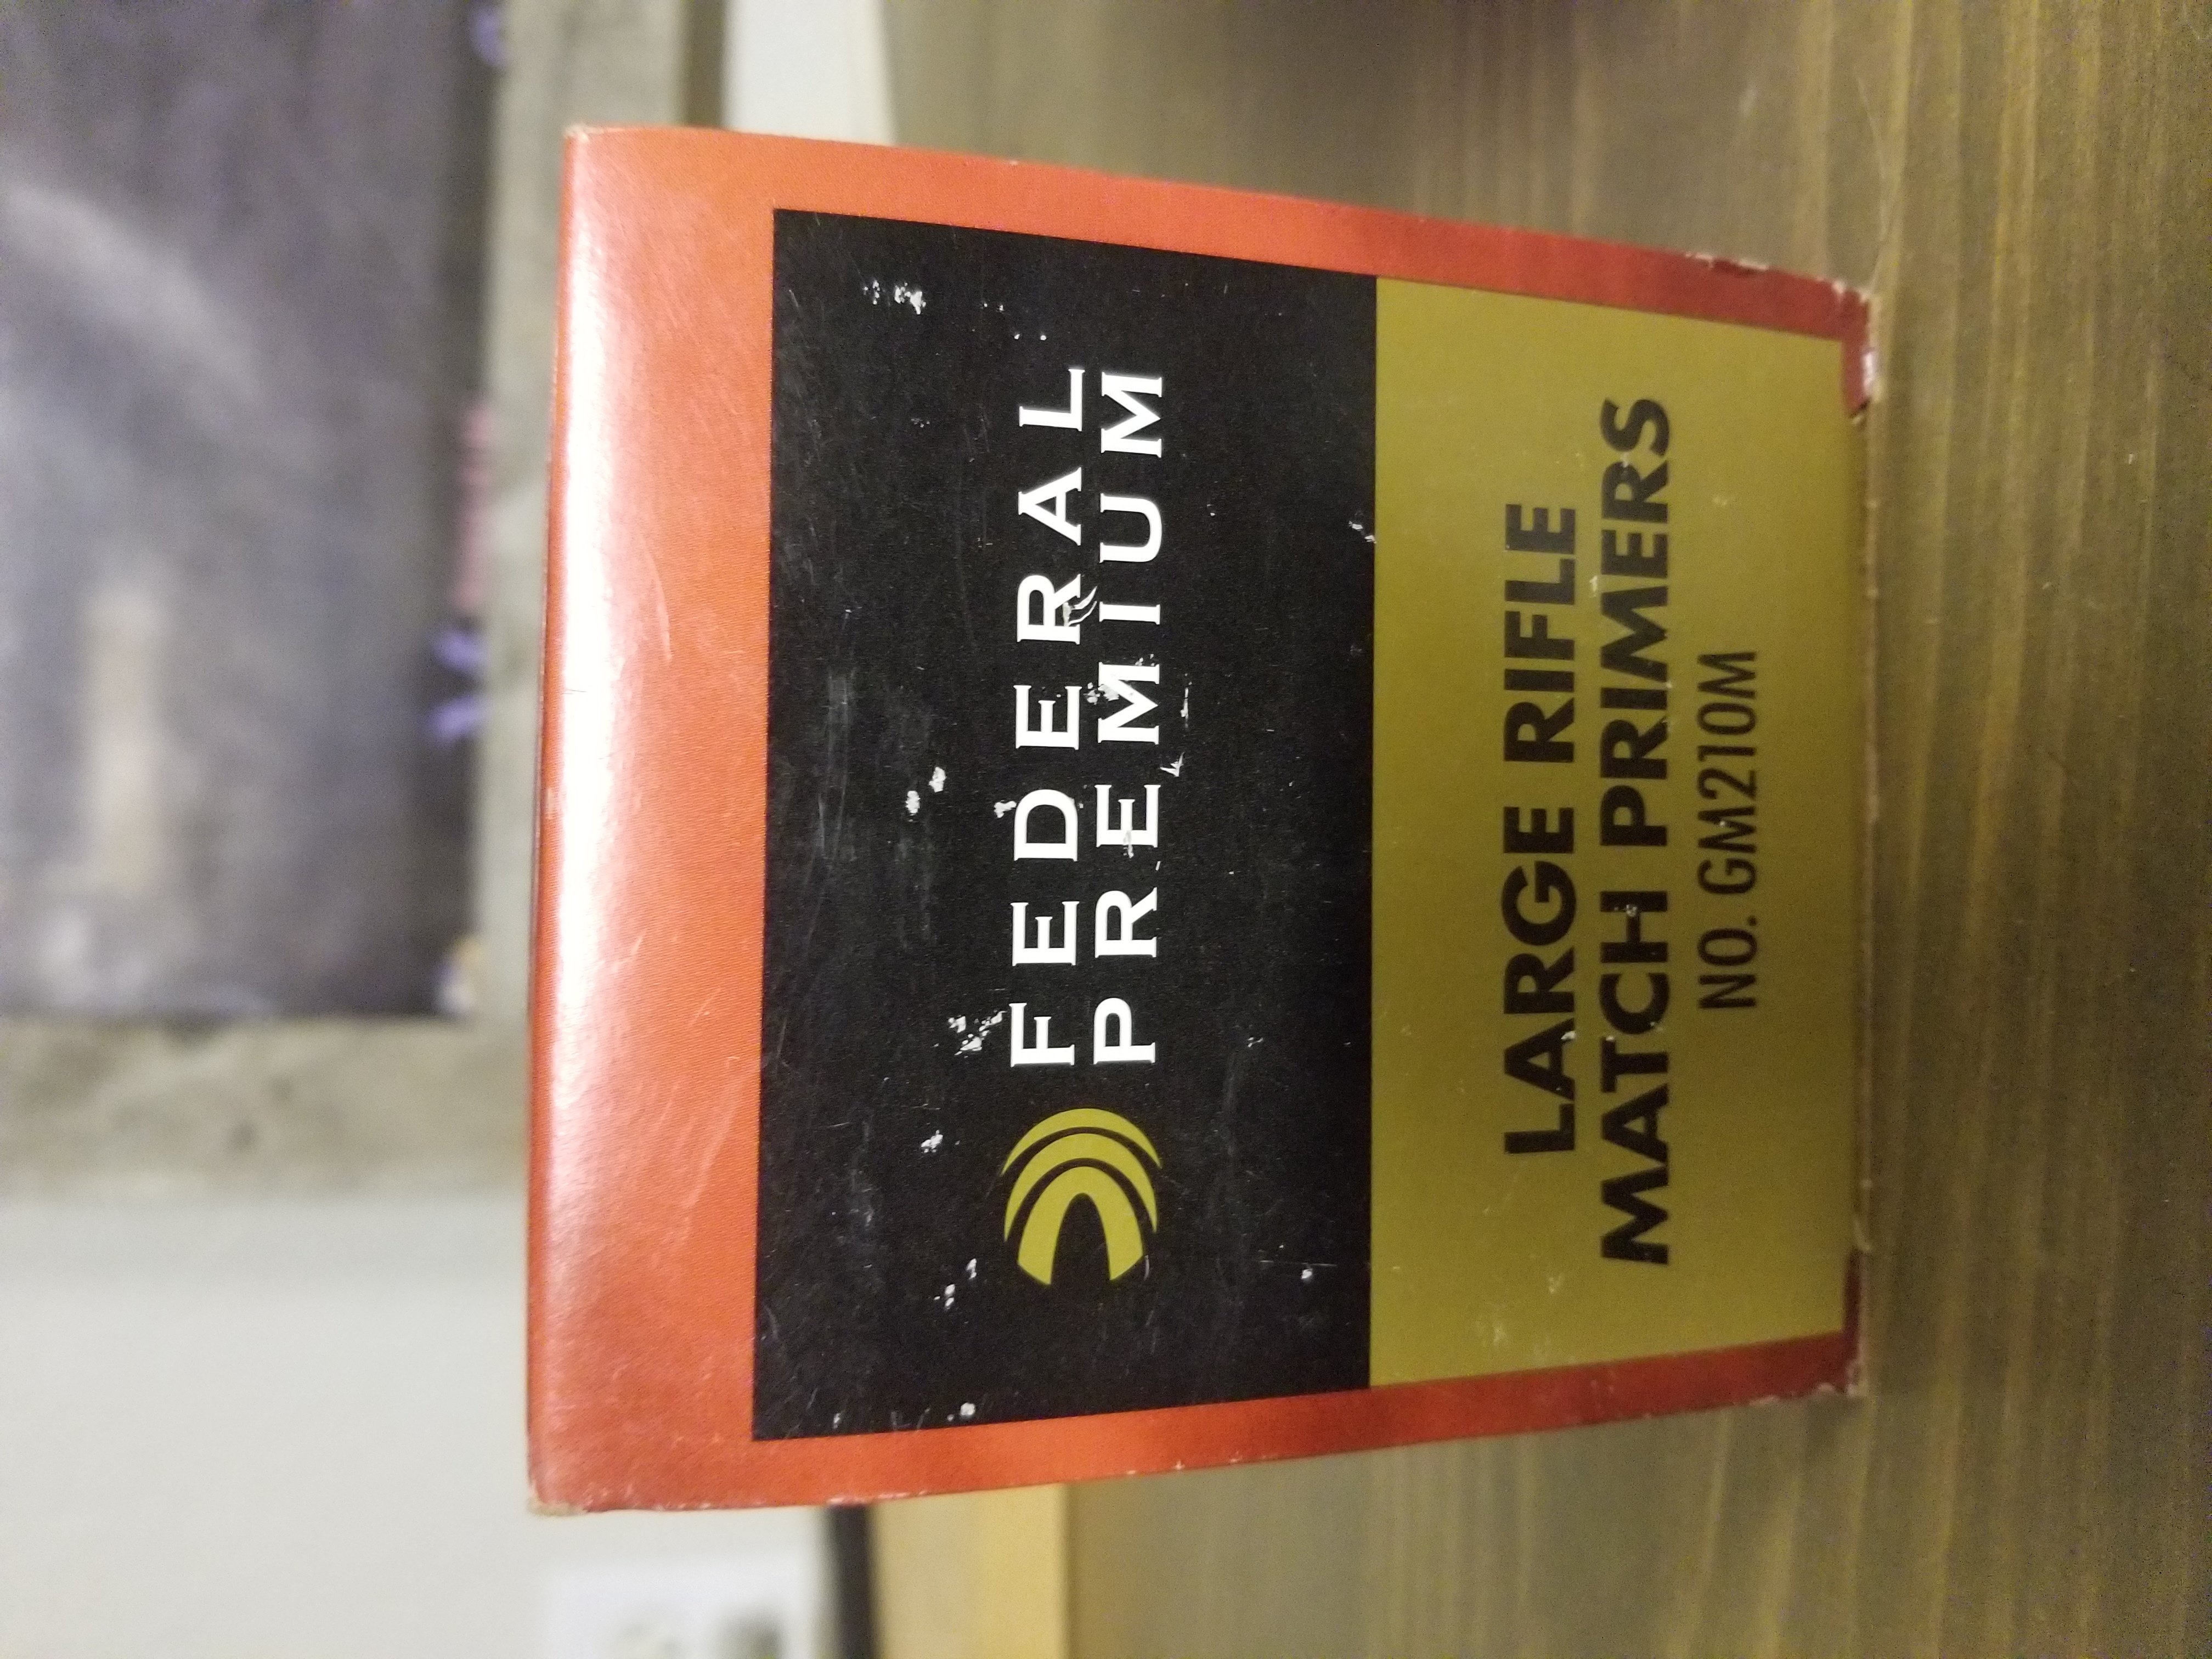 FEDERAL
PREMIUM
LARGE RIFLE
MATCH PRIMERS
NO. GM210M